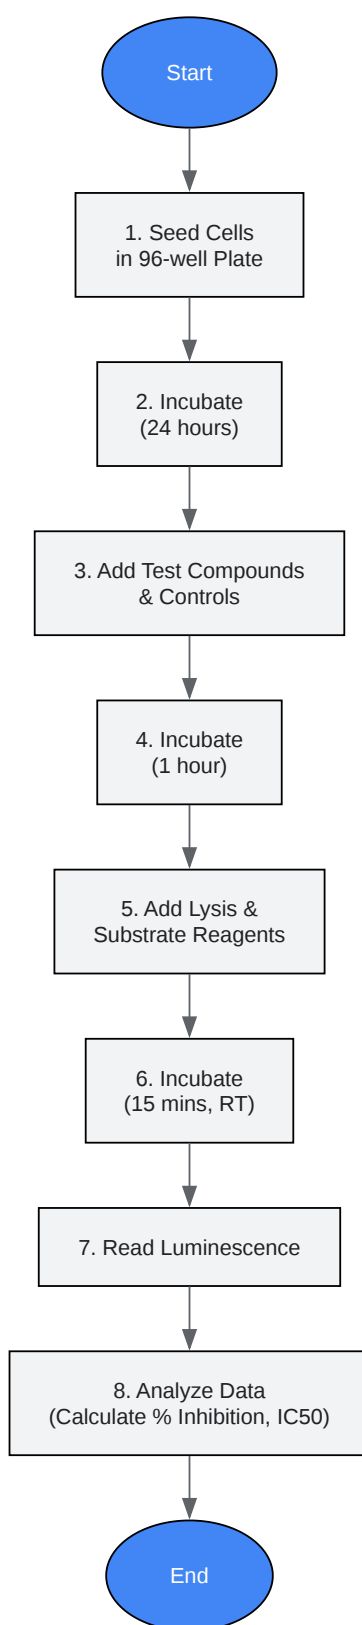 Start
1. Seed Cells
in 96-well Plate
2. Incubate
(24 hours)
3. Add Test Compounds
& Controls
4. Incubate
(1 hour)
5. Add Lysis &
Substrate Reagents
6. Incubate
(15 mins, RT)
7. Read Luminescence
8. Analyze Data
(Calculate % Inhibition, IC50)
End